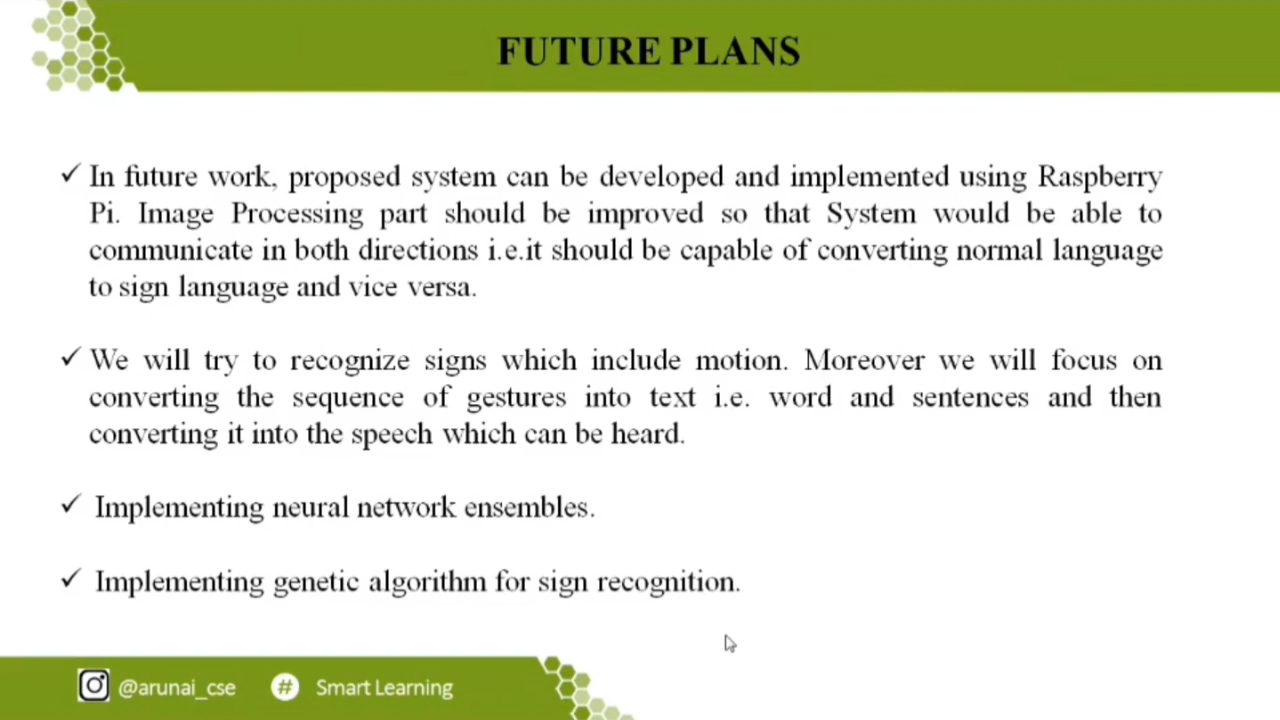 FUTURE PLANS
✓ In future work, proposed system can be developed and implemented using Raspberry
Pi. Image Processing part should be improved so that System would be able to
communicate in both directions i.e.it should be capable of converting normal language
to sign language and vice versa.
✓ We will try to recognize signs which include motion. Moreover we will focus on
converting the sequence of gestures into text i.e. word and sentences and then
converting it into the speech which can be heard.
✓ Implementing neural network ensembles.
✓ Implementing genetic algorithm for sign recognition.
@arunai_cse # Smart Learning